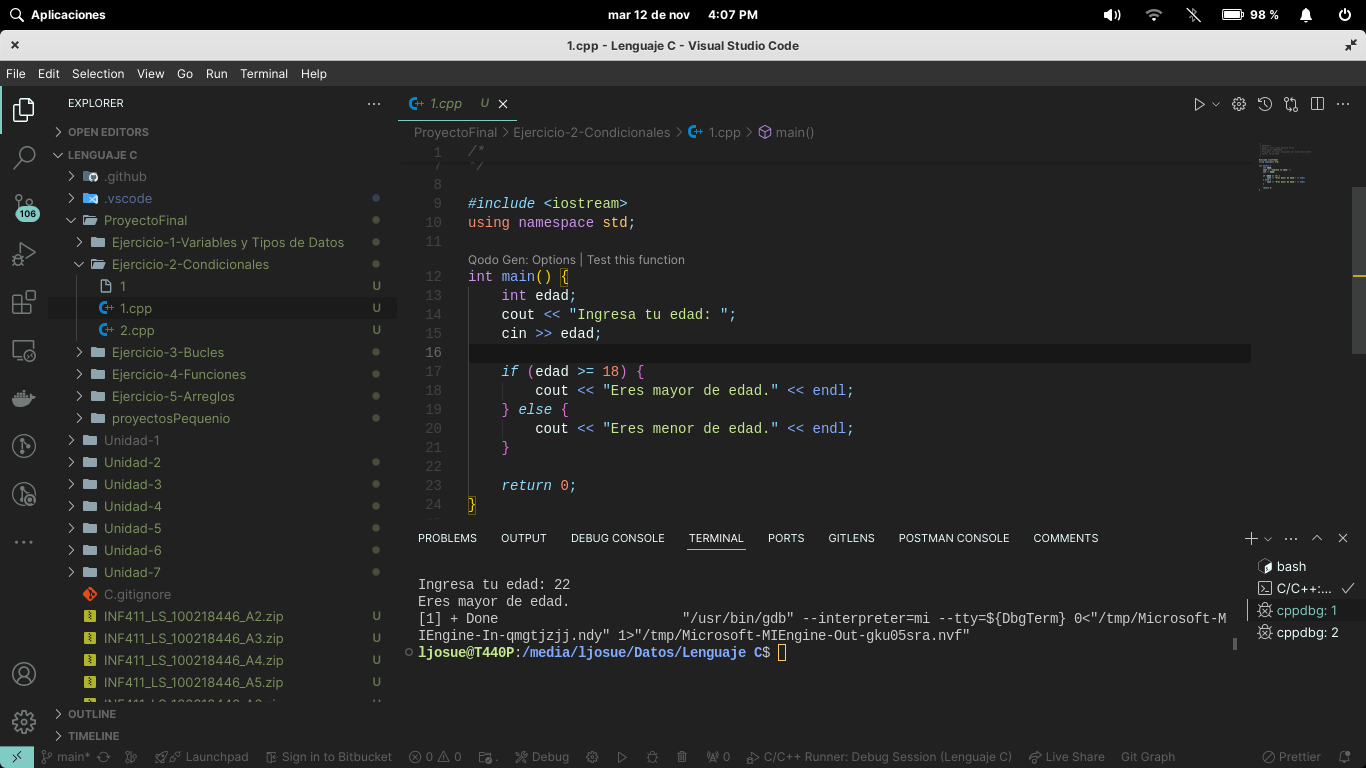 Aplicaciones
mar 12 de nov 4:07 PM
98 %
1.cpp - Lenguaje C - Visual Studio Code
File Edit Selection View Go Run Terminal Help
EXPLORER
OPEN EDITORS
LENGUAJE C
.github
.vscode
ProyectoFinal
Ejercicio-1-Variables y Tipos de Datos
Ejercicio-2-Condicionales
1 U
1.cpp U
2.cpp U
Ejercicio-3-Bucles
Ejercicio-4-Funciones
Ejercicio-5-Arreglos
proyectosPequenio
Unidad-1
Unidad-2
Unidad-3
Unidad-4
Unidad-5
Unidad-6
Unidad-7
C.gitignore
INF411_LS_100218446_A2.zip U
INF411_LS_100218446_A3.zip U
INF411_LS_100218446_A4.zip U
INF411_LS_100218446_A5.zip U
OUTLINE
TIMELINE
106
1.cpp U
ProyectoFinal > Ejercicio-2-Condicionales > 1.cpp > main()
1 /*
7 */
8
9 #include <iostream>
10 using namespace std;
11
Qodo Gen: Options | Test this function
12 int main() {
13 int edad;
14 cout << "Ingresa tu edad: ";
15 cin >> edad;
16
17 if (edad >= 18) {
18 cout << "Eres mayor de edad." << endl;
19 } else {
20 cout << "Eres menor de edad." << endl;
21 }
22
23 return 0;
24 }
PROBLEMS OUTPUT DEBUG CONSOLE TERMINAL PORTS GITLENS POSTMAN CONSOLE COMMENTS
Ingresa tu edad: 22
Eres mayor de edad.
[1] + Done "/usr/bin/gdb" --interpreter=mi --tty=${DbgTerm} 0<"/tmp/Microsoft-M
IEngine-In-qmgtjzjj.ndy" 1>"/tmp/Microsoft-MIEngine-Out-gku05sra.nvf"
ljosue@T440P:/media/ljosue/Datos/Lenguaje C$
bash
C/C++:...
cppdbg: 1
cppdbg: 2
main* Launchpad Sign in to Bitbucket 0 0 . Debug 0 C/C++ Runner: Debug Session (Lenguaje C) Live Share Git Graph Prettier